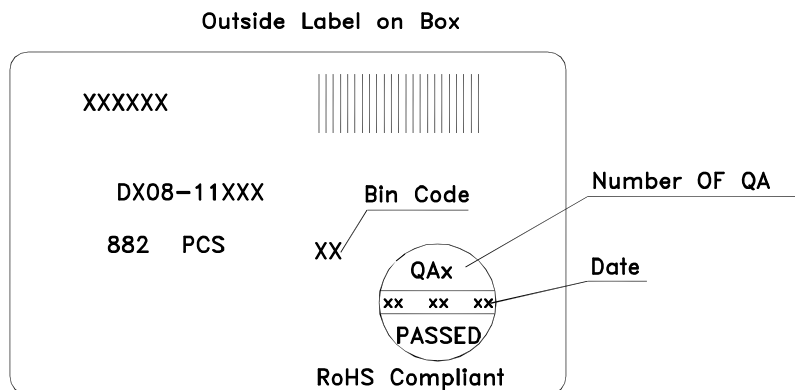 Outside Label on Box
XXXXXX
DX08-11XXX
Bin Code
Number OF QA
882 PCS
XX
QAx
Date
xx xx xx
PASSED
RoHS Compliant